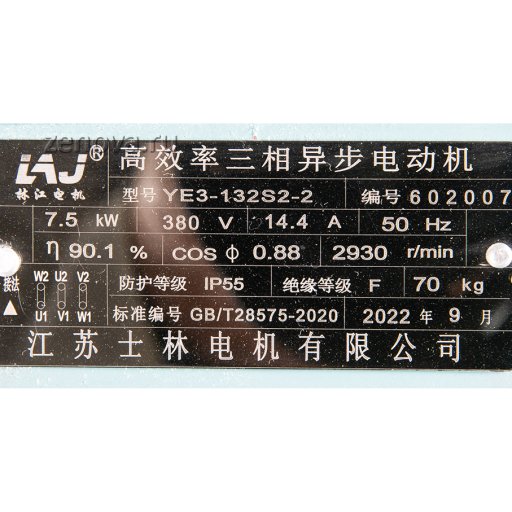 LAJ® 高效率三相异步电动机
林江电机 型号 YE3-132S2-2 编号 602007
7.5 kW 380 V 14.4 A 50 Hz
η 90.1 % COS ϕ 0.88 2930 r/min
W2 U2 V2 防护等级 IP55 绝缘等级 F 70 kg
U1 V1 W1 标准编号 GB/T28575-2020 2022 年 9 月
江苏士林电机有限公司